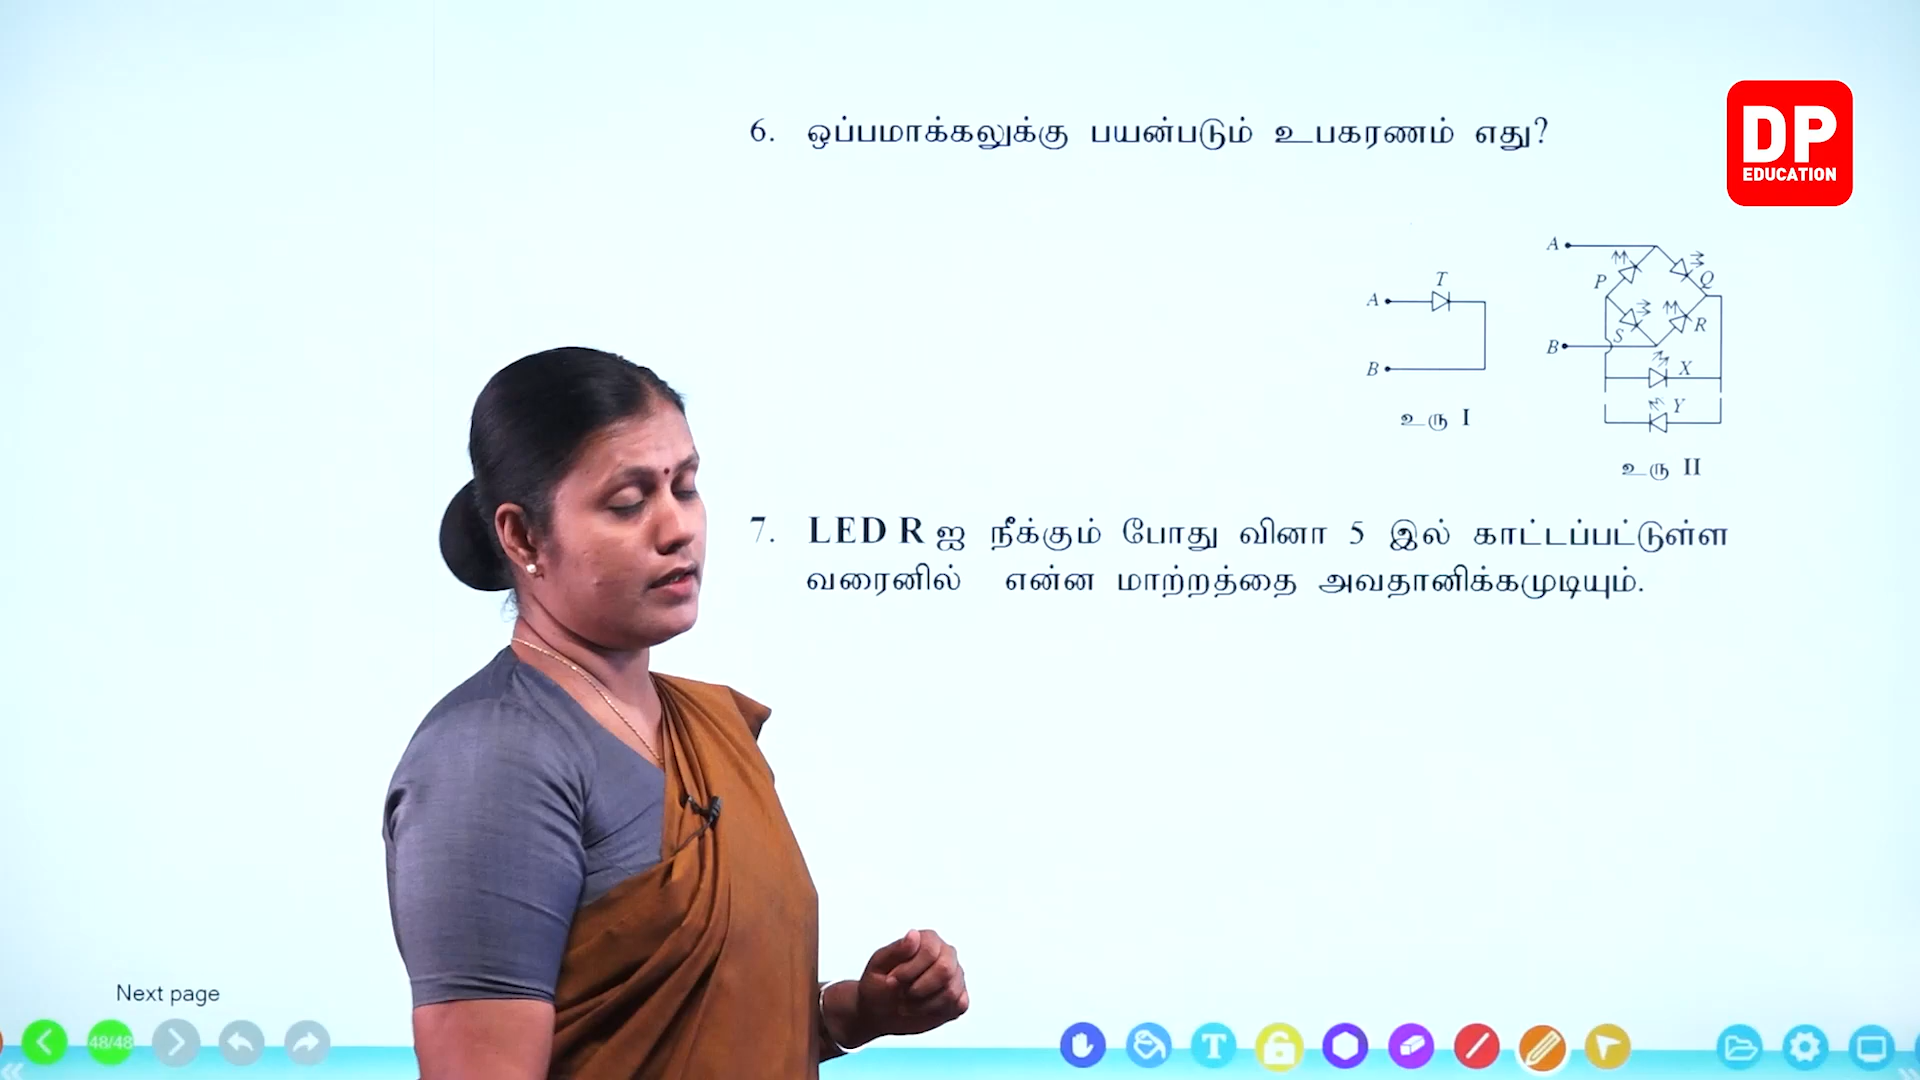 DP
EDUCATION
6. ஒப்பமாக்கலுக்கு பயன்படும் உபகரணம் எது?
A
T
B
உரு I
A
P
Q
S
R
B
X
Y
உரு II
7. LED R ஐ நீக்கும் போது வினா 5 இல் காட்டப்பட்டுள்ள
வரைனில் என்ன மாற்றத்தை அவதானிக்கமுடியும்.
Next page
48/48
T